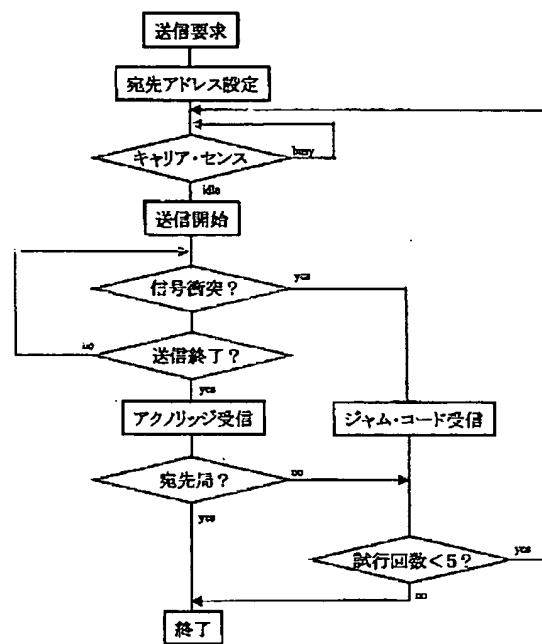 送信要求
宛先アドレス設定
キャリア・センス
busy
idle
送信開始
信号衝突?
yes
送信終了?
no
yes
アクノリッジ受信
ジャム・コード受信
宛先局?
no
yes
試行回数<5?
yes
no
終了